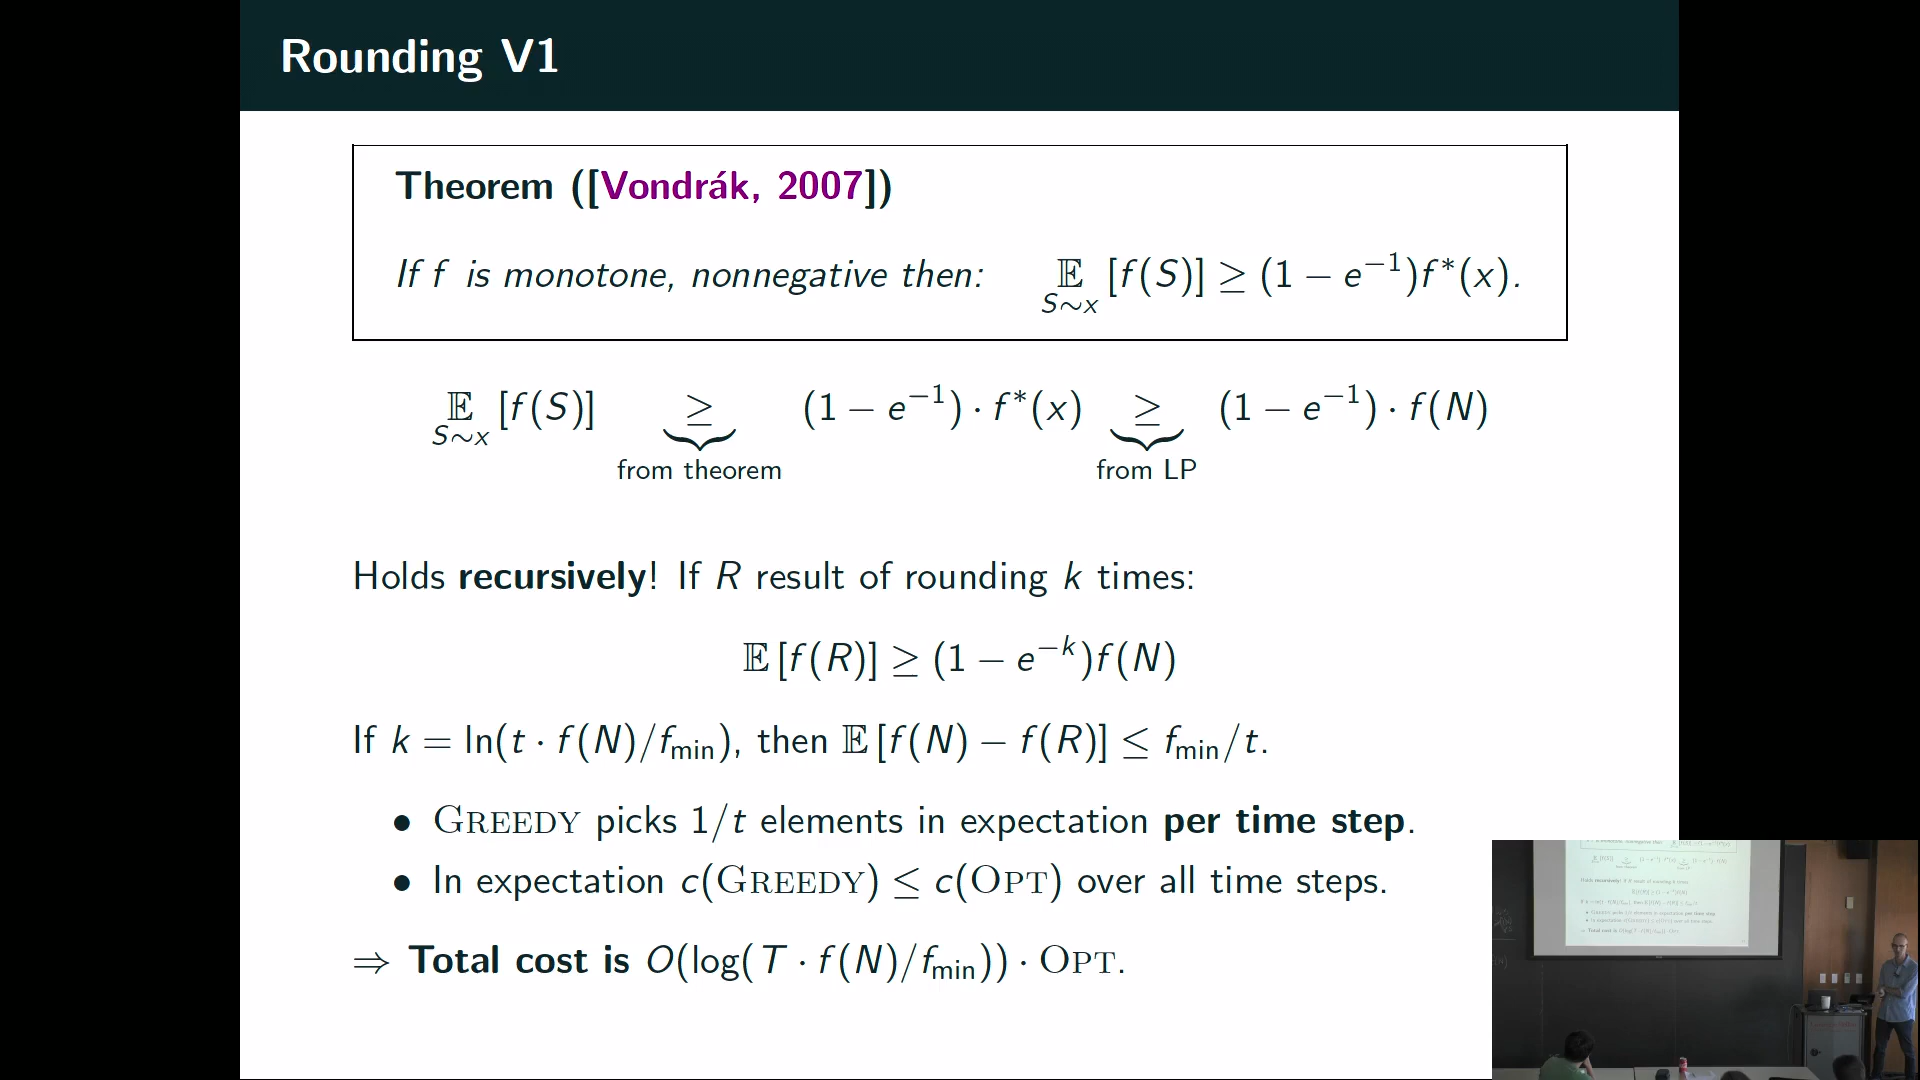 Rounding V1
Theorem ([Vondrák, 2007])
If f is monotone, nonnegative then: 𝔼_{S∼x} [f(S)] ≥ (1 − e⁻¹)f*(x).
𝔼_{S∼x} [f(S)] ≥ (1 − e⁻¹) · f*(x) ≥ (1 − e⁻¹) · f(N)
from theorem from LP
Holds recursively! If R result of rounding k times:
𝔼 [f(R)] ≥ (1 − e⁻ᵏ)f(N)
If k = ln(t · f(N)/f_min), then 𝔼 [f(N) − f(R)] ≤ f_min/t.
• GREEDY picks 1/t elements in expectation per time step.
• In expectation c(GREEDY) ≤ c(OPT) over all time steps.
⇒ Total cost is O(log(T · f(N)/f_min)) · OPT.